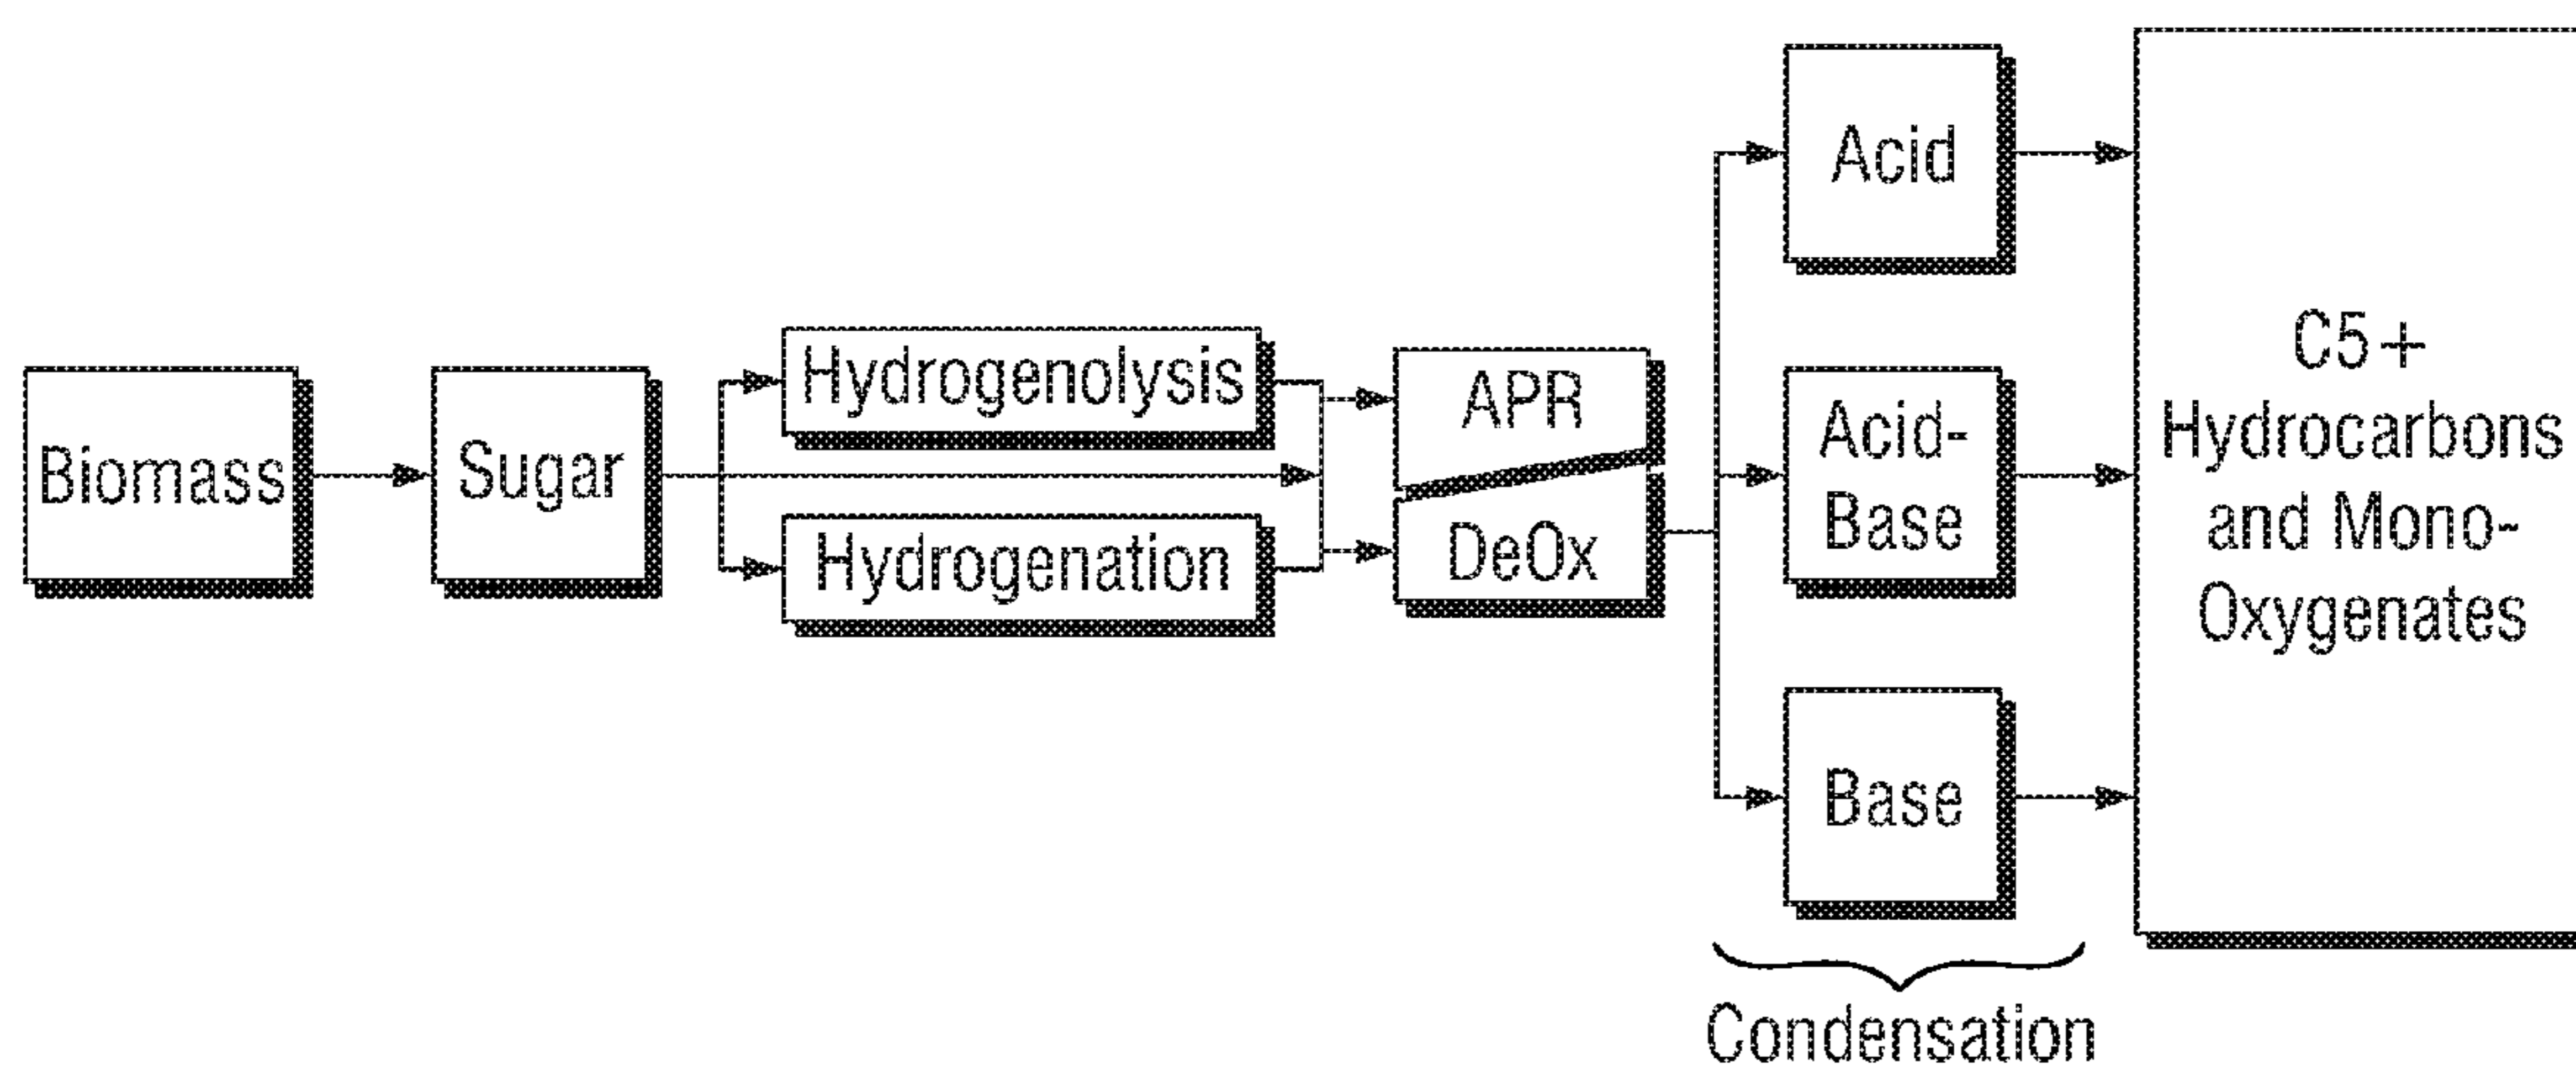 Biomass
Sugar
Hydrogenolysis
Hydrogenation
APR
DeOx
Acid
Acid-
Base
Base
Condensation
C5+
Hydrocarbons
and Mono-
Oxygenates